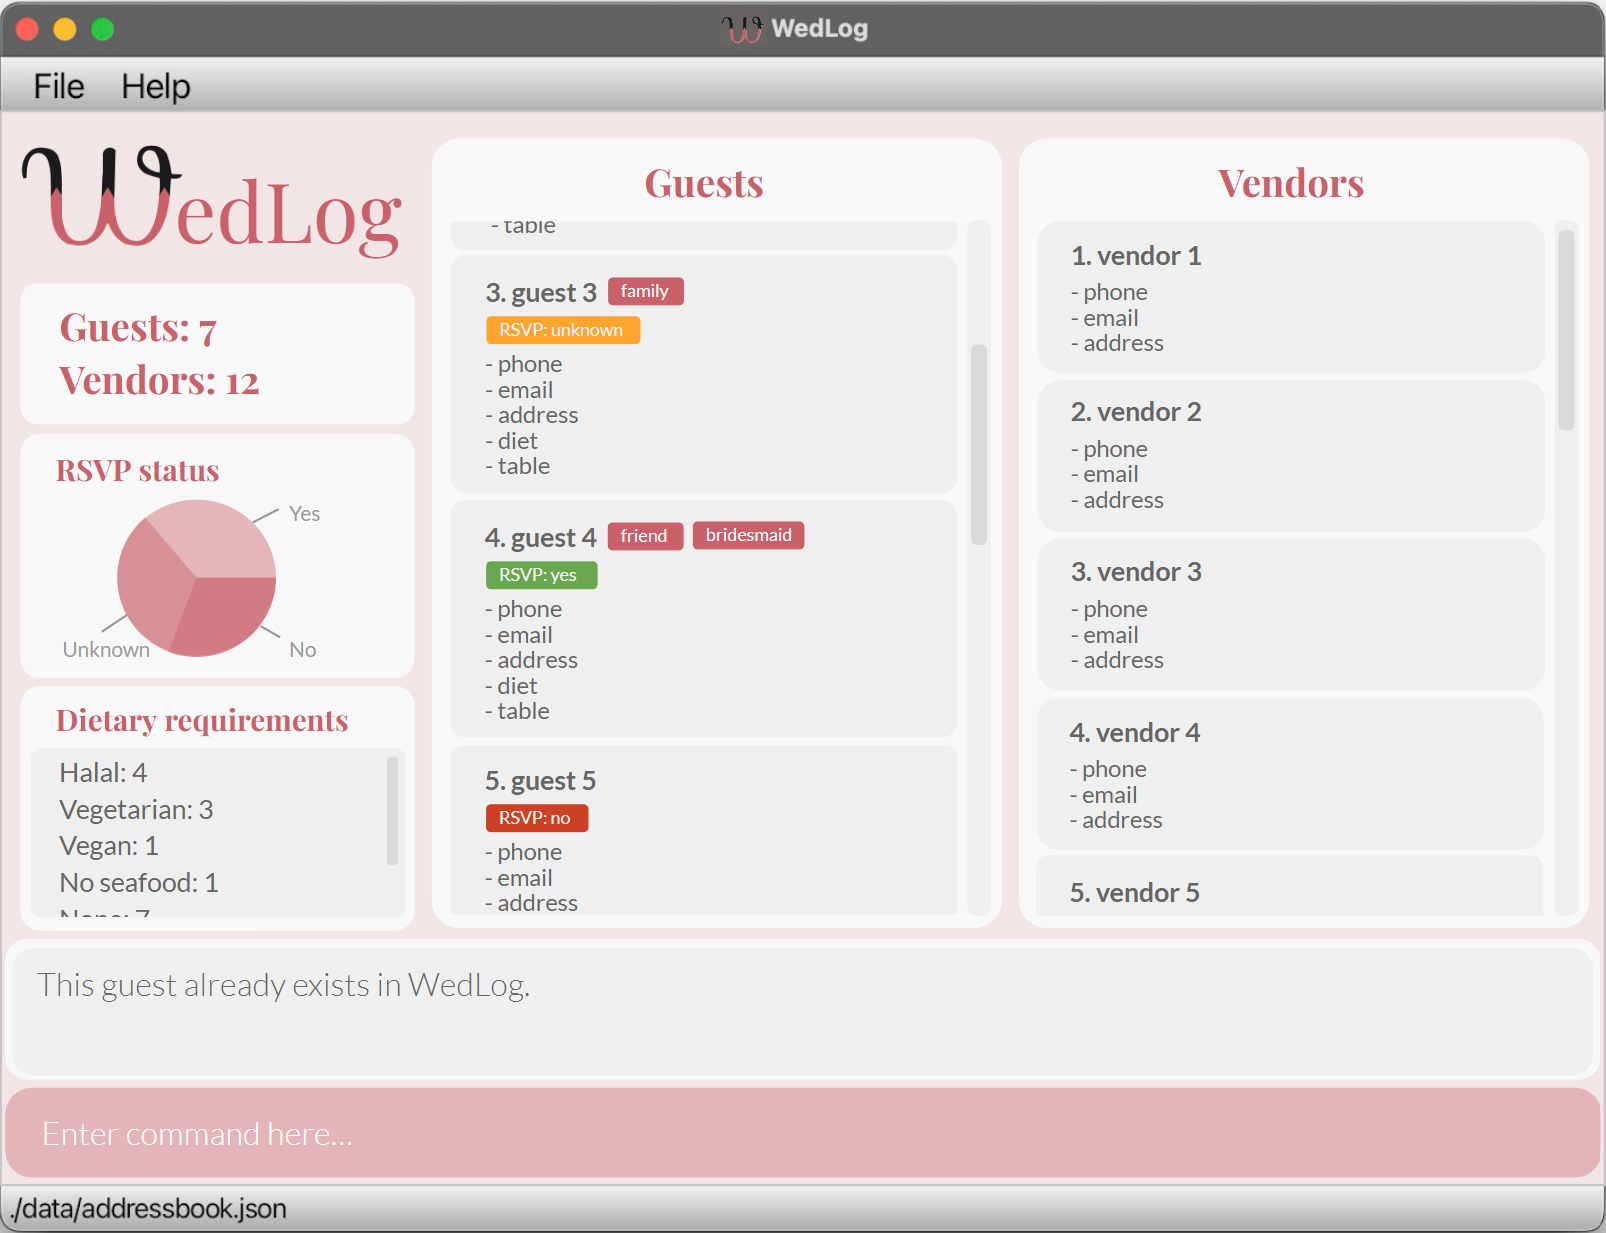 WedLog
File Help
WedLog
Guests: 7
Vendors: 12
RSVP status
Yes
Unknown
No
Dietary requirements
Halal: 4
Vegetarian: 3
Vegan: 1
No seafood: 1
None: 7
Guests
- table
3. guest 3 family
RSVP: unknown
- phone
- email
- address
- diet
- table
4. guest 4 friend bridesmaid
RSVP: yes
- phone
- email
- address
- diet
- table
5. guest 5
RSVP: no
- phone
- email
- address
Vendors
1. vendor 1
- phone
- email
- address
2. vendor 2
- phone
- email
- address
3. vendor 3
- phone
- email
- address
4. vendor 4
- phone
- email
- address
5. vendor 5
This guest already exists in WedLog.
Enter command here...
./data/addressbook.json